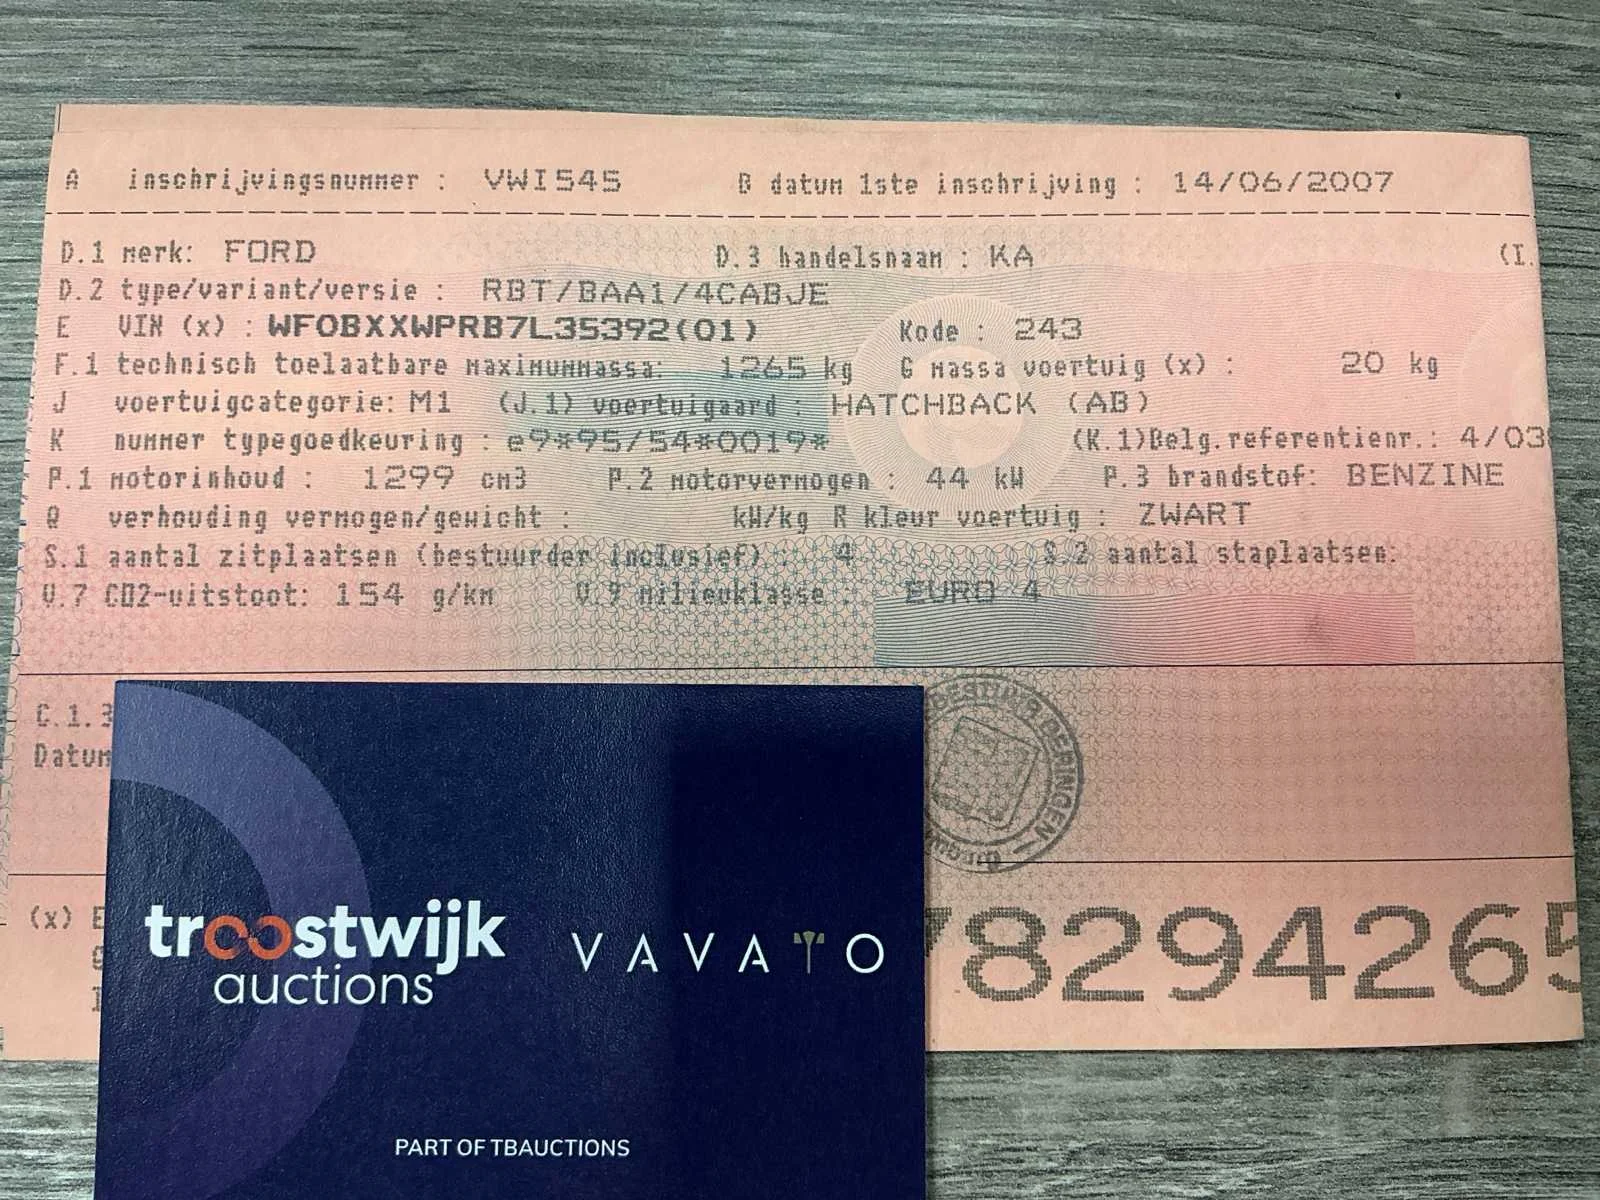 A inschrijvingsnummer : VWI545 B datum 1ste inschrijving : 14/06/2007
D.1 merk: FORD D.3 handelsnaam : KA (I.
D.2 type/variant/versie : RBT/BAA1/4CABJE
E VIN (x) : WF0BXXWPRB7L35392(01) Kode : 243
F.1 technisch toelaatbare maximummassa: 1265 kg G massa voertuig (x) : 20 kg
J voertuigcategorie: M1 (J.1) voertuigaard : HATCHBACK (AB)
K nummer typegoedkeuring : e9*95/54*0019* (K.1)Belg.referentienr.: 4/03
P.1 motorinhoud : 1299 cm3 P.2 motorvermogen : 44 kW P.3 brandstof: BENZINE
Q verhouding vermogen/gewicht : kW/kg R kleur voertuig : ZWART
S.1 aantal zitplaatsen (bestuurder inclusief) : 4 S.2 aantal staplaatsen:
V.7 CO2-uitstoot: 154 g/km V.9 milieuklasse : EURO 4
C.1.3
Datum
BESTUUR BERINGEN
(x) E
78294265
troostwijk
auctions
VAVATO
PART OF TBAUCTIONS